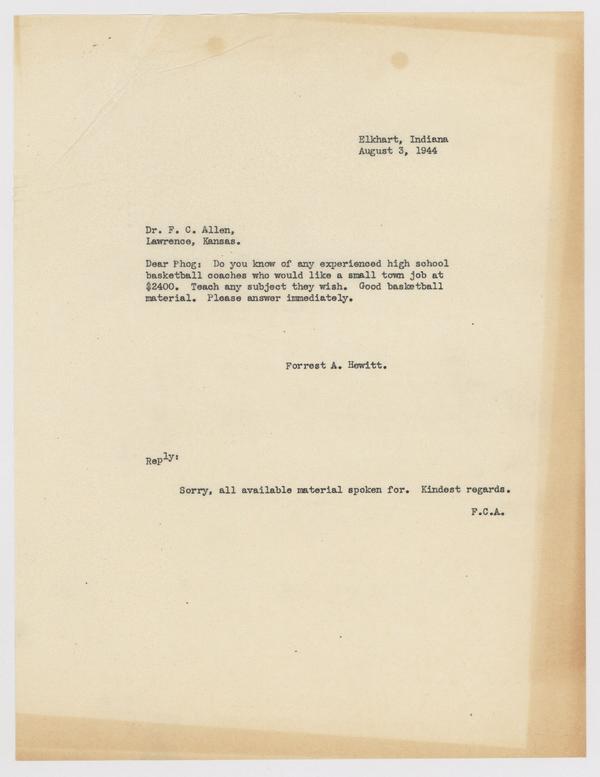 Elkhart, Indiana
August 3, 1944
Dr. F. C. Allen,
Lawrence, Kansas.
Dear Phog: Do you know of any experienced high school
basketball coaches who would like a small town job at
$2400. Teach any subject they wish. Good basketball
material. Please answer immediately.
Forrest A. Hewitt.
Reply:
Sorry, all available material spoken for. Kindest regards.
F.C.A.